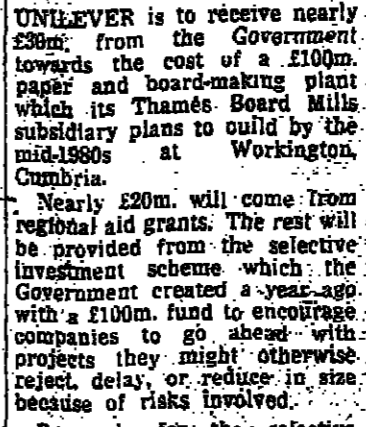 UNILEVER is to receive nearly
£30m. from the Government
towards the cost of a £100m.
paper and board-making plant
which its Thames Board Mills
subsidiary plans to build by the
mid-1980s at Workington,
Cumbria.
Nearly £20m. will come from
regional aid grants. The rest will
be provided from the selective
investment scheme which the
Government created a year ago
with a £100m. fund to encourage
companies to go ahead with
projects they might otherwise
reject, delay, or reduce in size
because of risks involved.
the selective